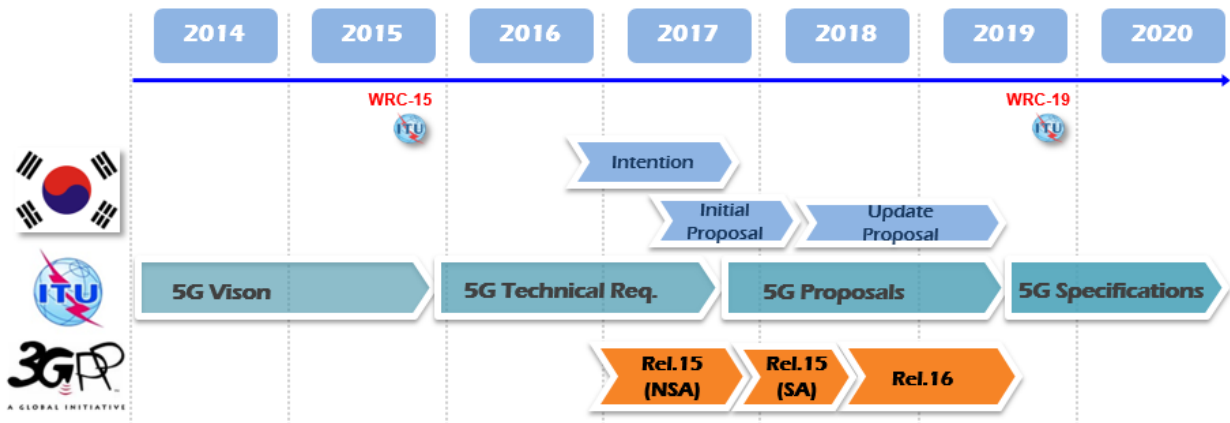 2014 2015 2016 2017 2018 2019 2020
WRC-15 WRC-19
ITU ITU
Intention
Initial
Proposal
Update
Proposal
ITU
5G Vison 5G Technical Req. 5G Proposals 5G Specifications
3GPP
A GLOBAL INITIATIVE
Rel.15
(NSA)
Rel.15
(SA)
Rel.16